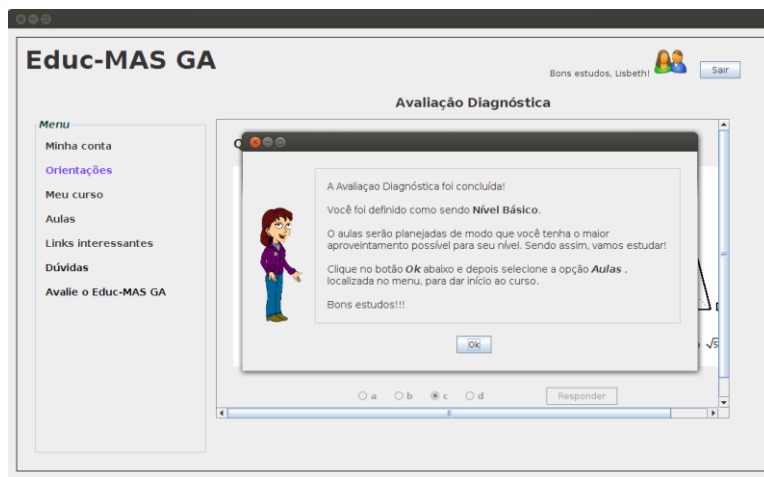 Educ-MAS GA
Bons estudos, Lisbeth!
Sair
Avaliação Diagnóstica
Menu
Minha conta
Orientações
Meu curso
Aulas
Links interessantes
Dúvidas
Avalie o Educ-MAS GA
A Avaliaçao Diagnóstica foi concluída!
Você foi definido como sendo Nível Básico.
O aulas serão planejadas de modo que você tenha o maior
aproveintamento possível para seu nível. Sendo assim, vamos estudar!
Clique no botão Ok abaixo e depois selecione a opção Aulas ,
localizada no menu, para dar início ao curso.
Bons estudos!!!
Ok
√5
a b c d
Responder